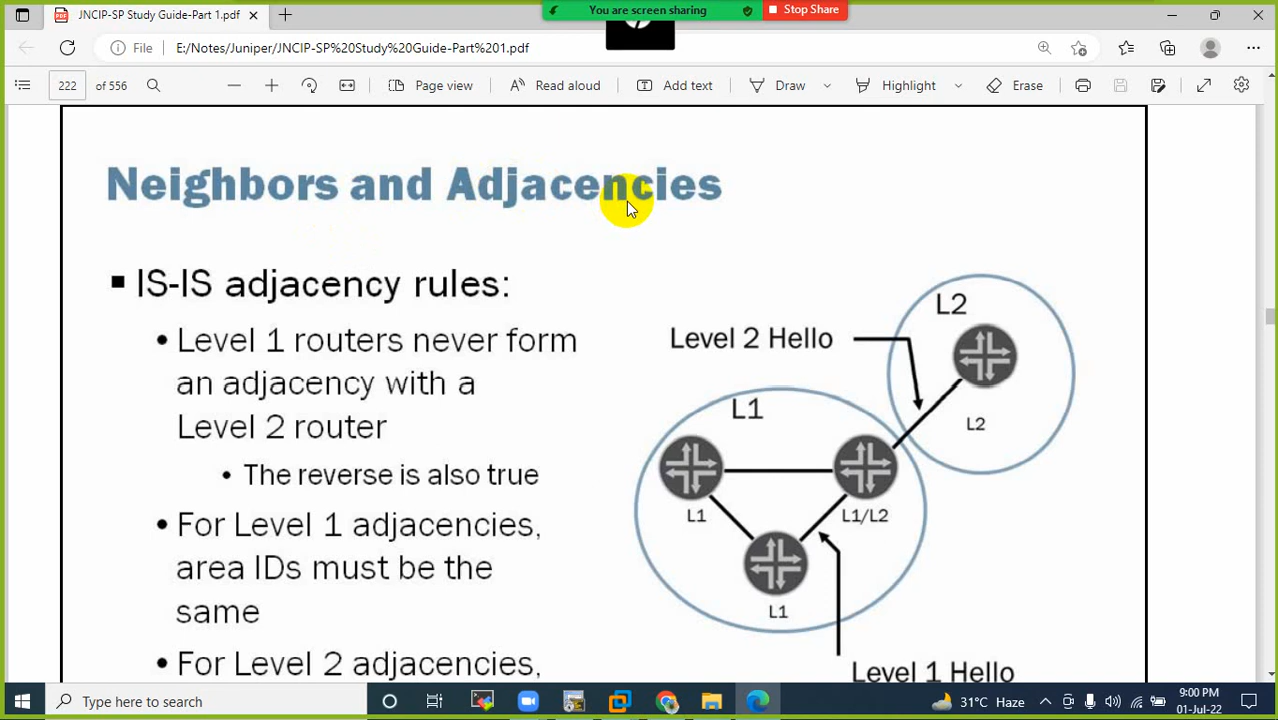 JNCIP-SP Study Guide-Part 1.pdf
You are screen sharing
Stop Share
File
E:/Notes/Juniper/JNCIP-SP%20Study%20Guide-Part%201.pdf
222 of 556
Page view
Read aloud
Add text
Draw
Highlight
Erase
Neighbors and Adjacencies
▪ IS-IS adjacency rules:
• Level 1 routers never form
an adjacency with a
Level 2 router
• The reverse is also true
• For Level 1 adjacencies,
area IDs must be the
same
• For Level 2 adjacencies,
L2
Level 2 Hello
L2
L1
L1
L1/L2
L1
Level 1 Hello
Type here to search
31°C Haze
9:00 PM
01-Jul-22